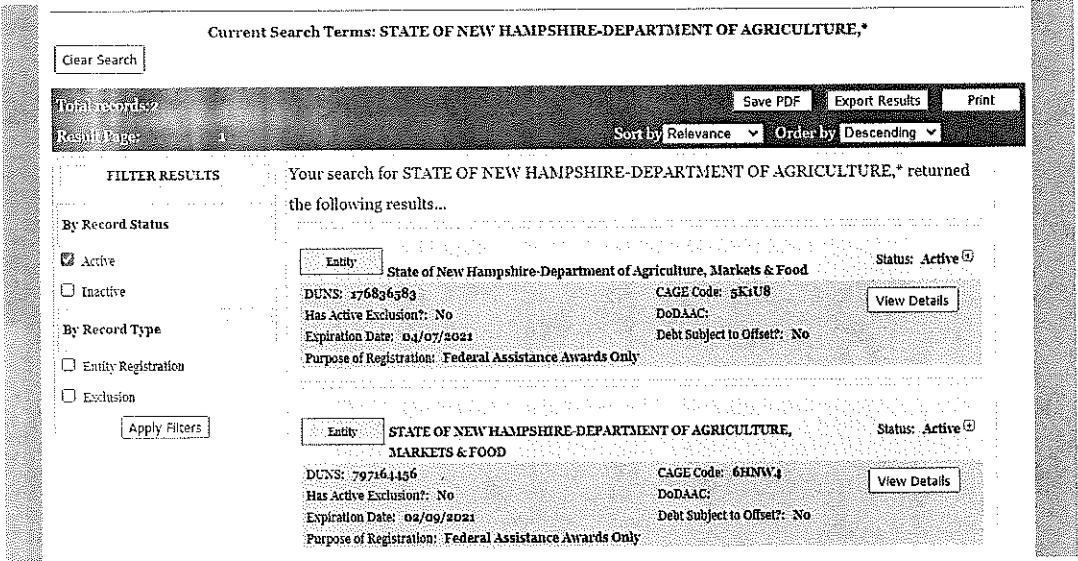 Current Search Terms: STATE OF NEW HAMPSHIRE-DEPARTMENT OF AGRICULTURE,*
Clear Search
Total records:2
Save PDF Export Results Print
Result Page: 1
Sort by Relevance Order by Descending
FILTER RESULTS
By Record Status
Active
Inactive
By Record Type
Entity Registration
Exclusion
Apply Filters
Your search for STATE OF NEW HAMPSHIRE-DEPARTMENT OF AGRICULTURE,* returned
the following results...
Entity
State of New Hampshire-Department of Agriculture, Markets & Food
Status: Active
DUNS: 176836583 CAGE Code: 5K1U8
View Details
Has Active Exclusion?: No DoDAAC:
Expiration Date: 04/07/2021 Debt Subject to Offset?: No
Purpose of Registration: Federal Assistance Awards Only
Entity
STATE OF NEW HAMPSHIRE-DEPARTMENT OF AGRICULTURE,
MARKETS & FOOD
Status: Active
DUNS: 797164456 CAGE Code: 6HNW4
View Details
Has Active Exclusion?: No DoDAAC:
Expiration Date: 02/09/2021 Debt Subject to Offset?: No
Purpose of Registration: Federal Assistance Awards Only